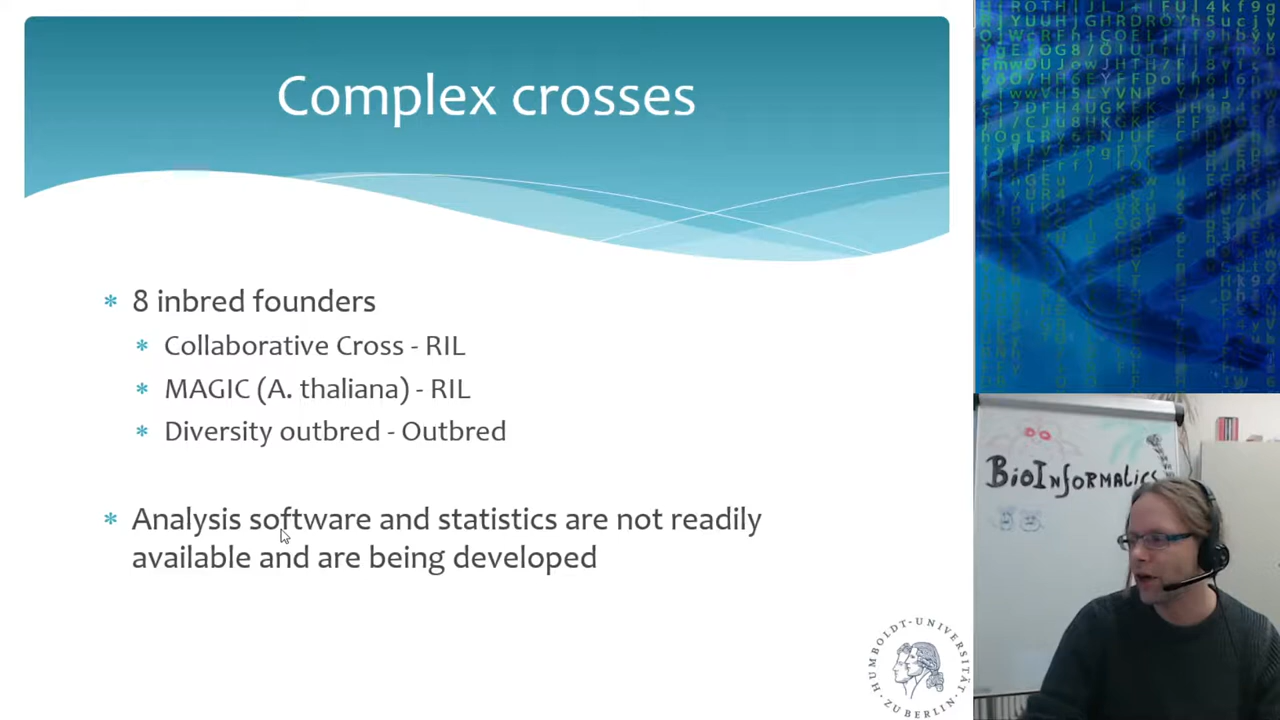 Complex crosses
* 8 inbred founders
* Collaborative Cross - RIL
* MAGIC (A. thaliana) - RIL
* Diversity outbred - Outbred
* Analysis software and statistics are not readily
available and are being developed
BioInformatics
HUMBOLDT-UNIVERSITÄT
ZU BERLIN